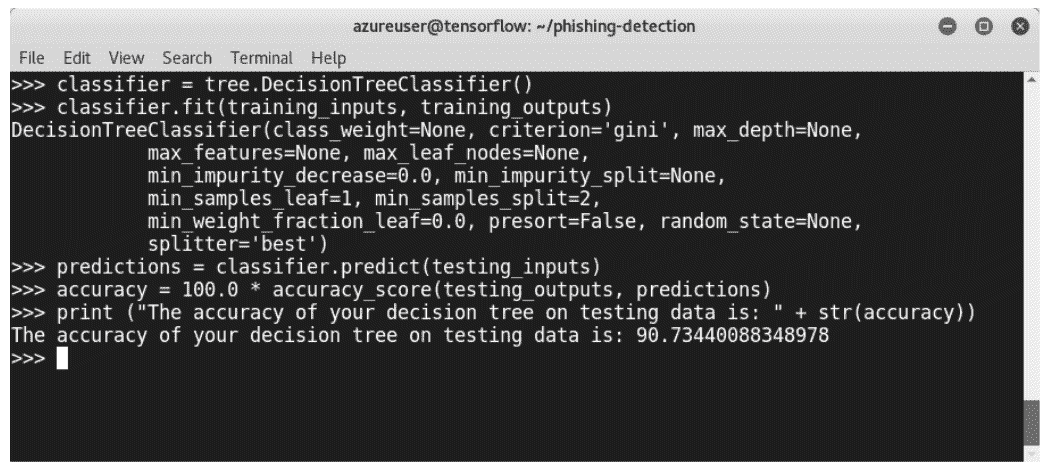 azureuser@tensorflow: ~/phishing-detection
File Edit View Search Terminal Help
>>> classifier = tree.DecisionTreeClassifier()
>>> classifier.fit(training_inputs, training_outputs)
DecisionTreeClassifier(class_weight=None, criterion='gini', max_depth=None,
            max_features=None, max_leaf_nodes=None,
            min_impurity_decrease=0.0, min_impurity_split=None,
            min_samples_leaf=1, min_samples_split=2,
            min_weight_fraction_leaf=0.0, presort=False, random_state=None,
            splitter='best')
>>> predictions = classifier.predict(testing_inputs)
>>> accuracy = 100.0 * accuracy_score(testing_outputs, predictions)
>>> print ("The accuracy of your decision tree on testing data is: " + str(accuracy))
The accuracy of your decision tree on testing data is: 90.73440088348978
>>>